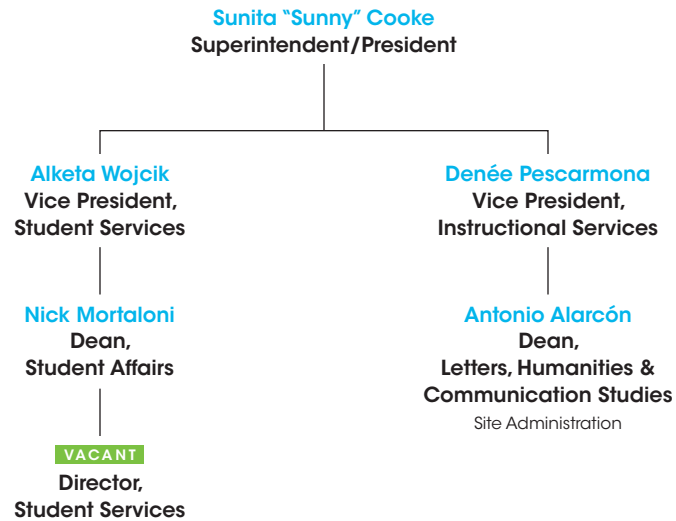 Sunita “Sunny” Cooke
Superintendent/President
Alketa Wojcik
Vice President,
Student Services
Denée Pescarmona
Vice President,
Instructional Services
Nick Mortaloni
Dean,
Student Affairs
Antonio Alarcón
Dean,
Letters, Humanities &
Communication Studies
Site Administration
VACANT
Director,
Student Services